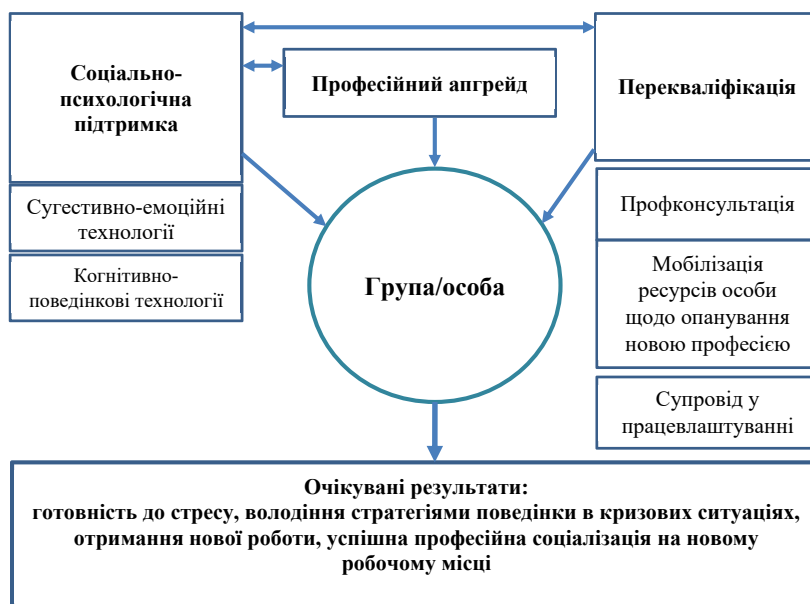 Соціально-
психологічна
підтримка
Професійний апгрейд
Перекваліфікація
Сугестивно-емоційні
технології
Когнітивно-
поведінкові технології
Група/особа
Профконсультація
Мобілізація
ресурсів особи
щодо опанування
новою професією
Супровід у
працевлаштуванні
Очікувані результати:
готовність до стресу, володіння стратегіями поведінки в кризових ситуаціях,
отримання нової роботи, успішна професійна соціалізація на новому
робочому місці